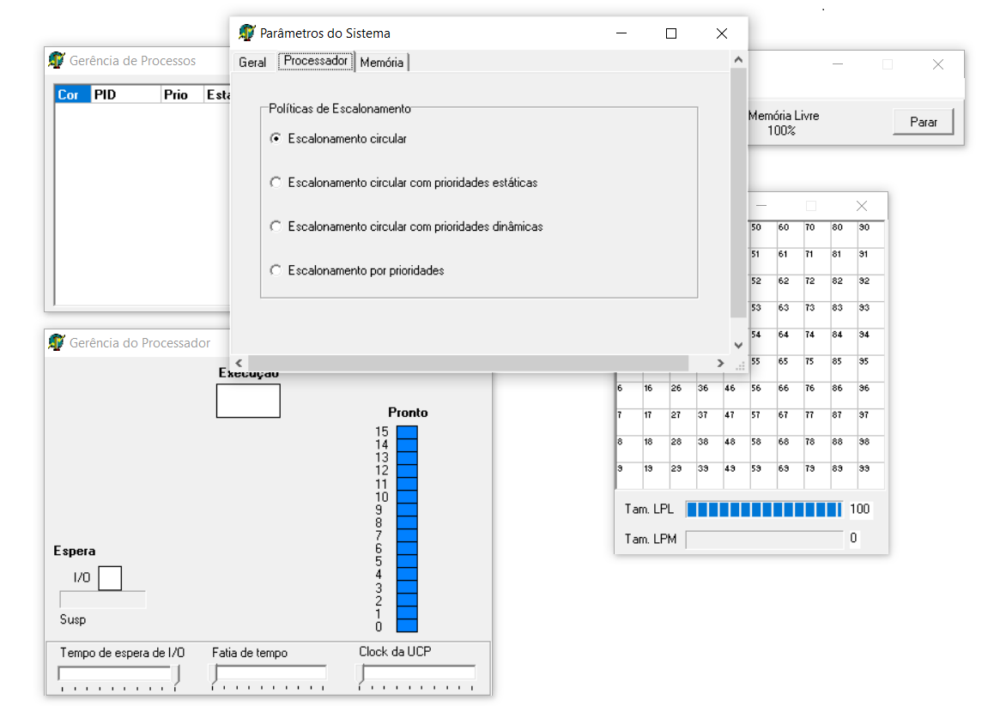 Parâmetros do Sistema
Geral Processador Memória
Políticas de Escalonamento
Escalonamento circular
Escalonamento circular com prioridades estáticas
Escalonamento circular com prioridades dinâmicas
Escalonamento por prioridades
Gerência de Processos
Cor PID Prio Esta
Memória Livre
100%
Parar
50 60 70 80 90
51 61 71 81 91
52 62 72 82 92
53 63 73 83 93
54 64 74 84 94
55 65 75 85 95
6 16 26 36 46 56 66 76 86 96
7 17 27 37 47 57 67 77 87 97
8 18 28 38 48 58 68 78 88 98
9 19 29 39 49 59 69 79 89 99
Tam. LPL 100
Tam. LPM 0
Gerência do Processador
Execução
Pronto
15
14
13
12
11
10
9
8
7
6
5
4
3
2
1
0
Espera
I/O
Susp
Tempo de espera de I/O Fatia de tempo Clock da UCP